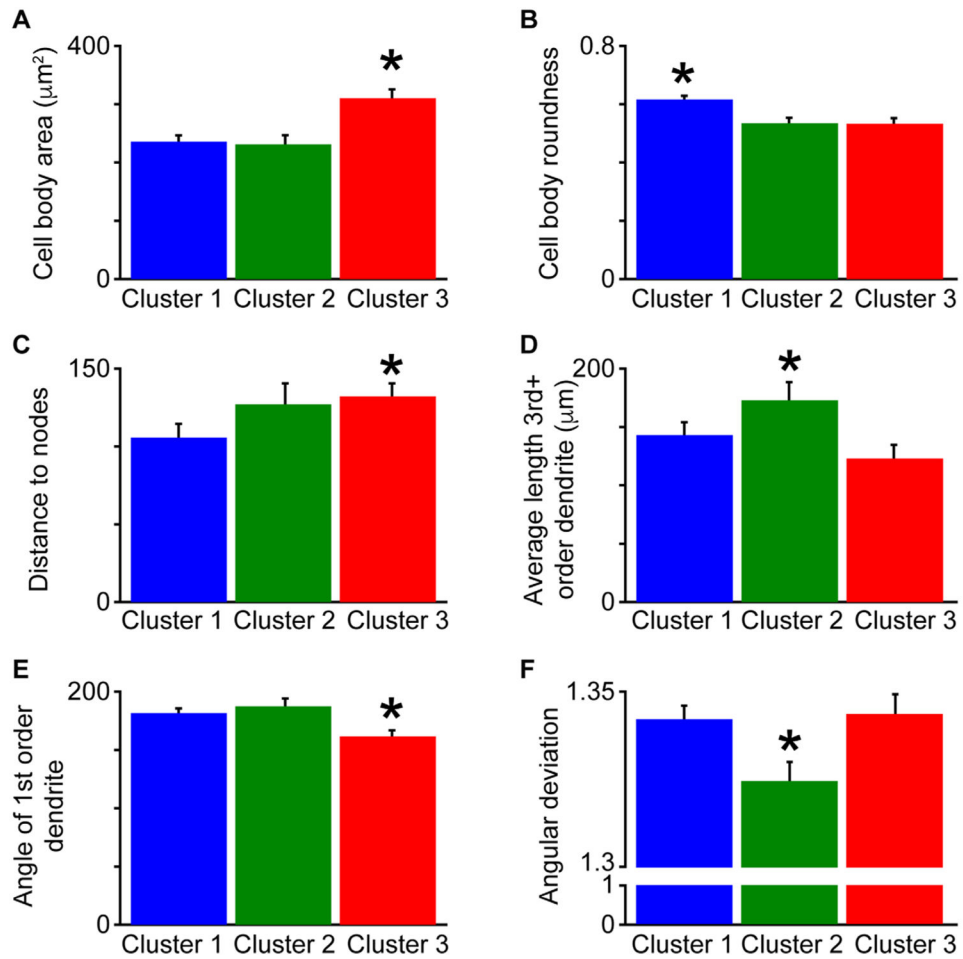 A
Cell body area (μm²)
400
*
0
Cluster 1 Cluster 2 Cluster 3
B
Cell body roundness
0.8
*
0
Cluster 1 Cluster 2 Cluster 3
C
Distance to nodes
150
*
0
Cluster 1 Cluster 2 Cluster 3
D
Average length 3rd+
order dendrite (μm)
200
*
0
Cluster 1 Cluster 2 Cluster 3
E
Angle of 1st order
dendrite
200
*
0
Cluster 1 Cluster 2 Cluster 3
F
Angular deviation
1.35
*
1.3
1
0
Cluster 1 Cluster 2 Cluster 3